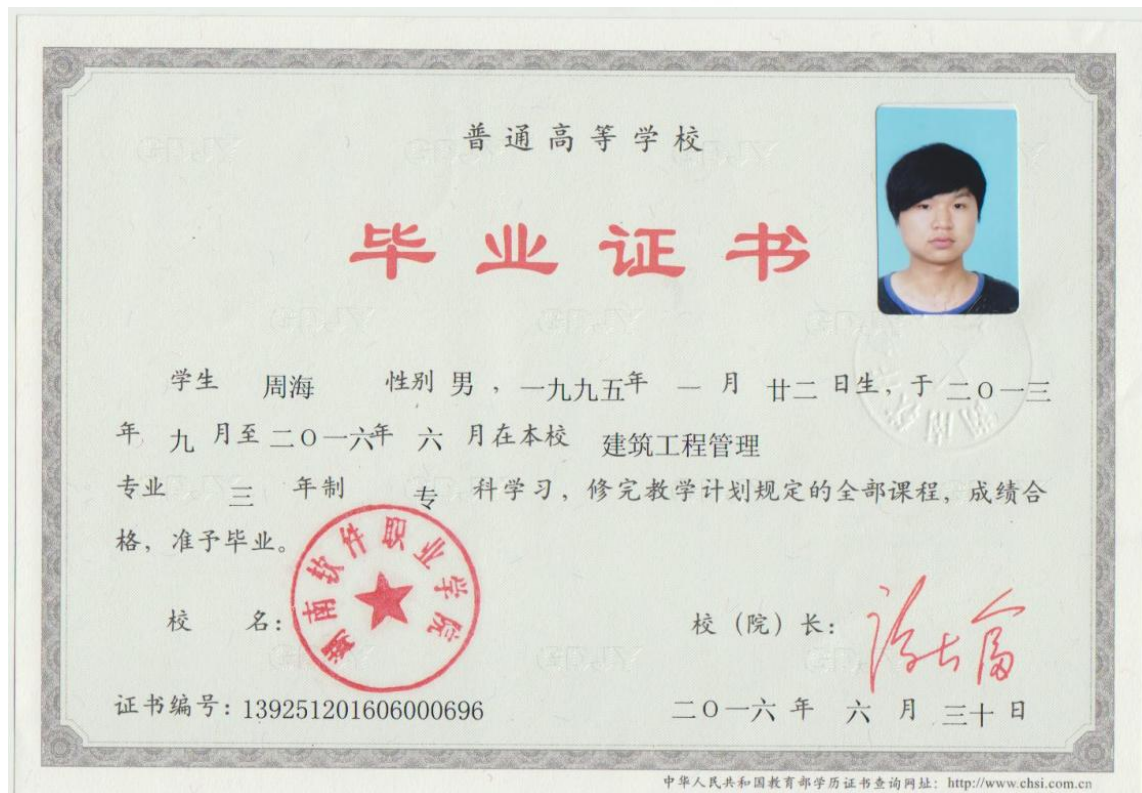 普通高等学校
毕业证书
学生 周海 性别 男 ，一九九五年 一 月 廿二 日生，于 二○一三
年 九 月至 二○一六年 六 月在本校 建筑工程管理
专业 三 年制 专 科学习，修完教学计划规定的全部课程，成绩合
格，准予毕业。
湖南软件职业学院
校 名：
校（院）长：
证书编号：139251201606000696
二○一六 年 六 月 三十 日
中华人民共和国教育部学历证书查询网址：http://www.chsi.com.cn